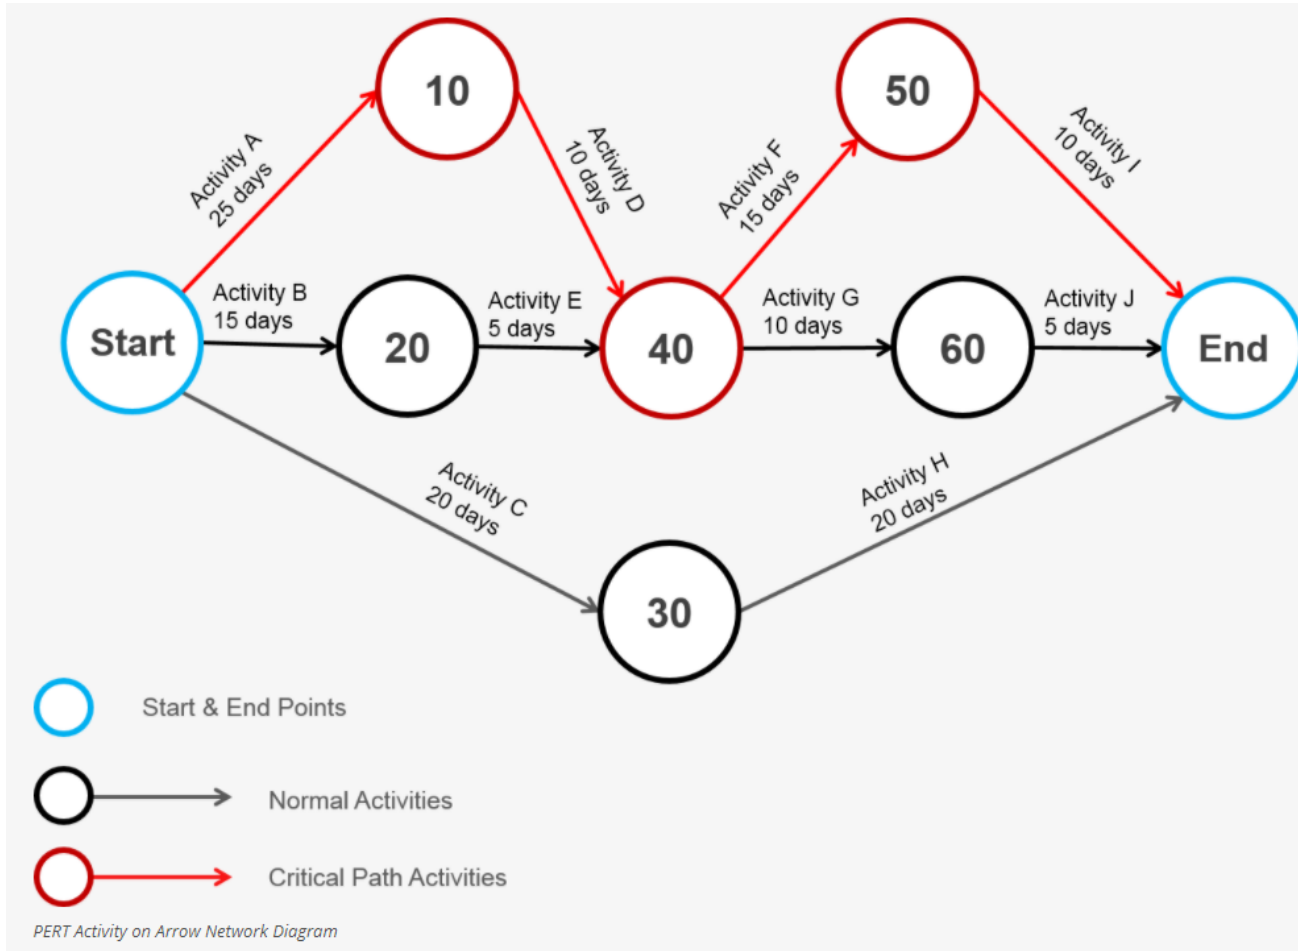 10
50
Activity A
25 days
Activity D
10 days
Activity F
15 days
Activity I
10 days
Start
Activity B
15 days
20
Activity E
5 days
40
Activity G
10 days
60
Activity J
5 days
End
Activity C
20 days
Activity H
20 days
30
Start & End Points
Normal Activities
Critical Path Activities
PERT Activity on Arrow Network Diagram